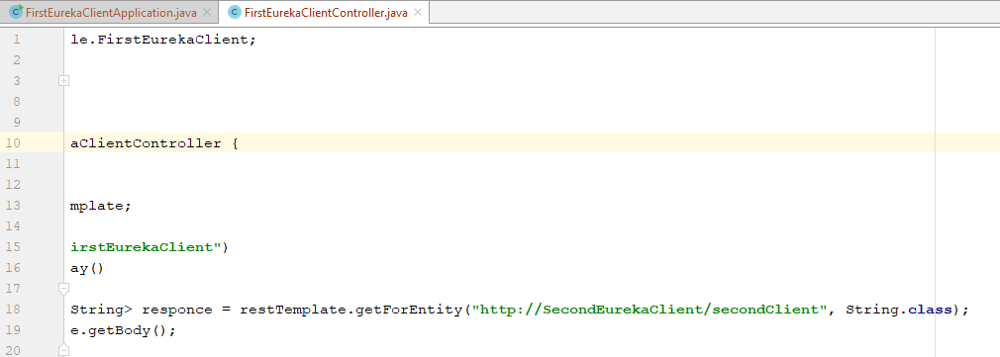 FirstEurekaClientApplication.java FirstEurekaClientController.java
1 le.FirstEurekaClient;
2
3
8
9
10 aClientController {
11
12
13 mplate;
14
15 irstEurekaClient")
16 ay()
17
18 String> responce = restTemplate.getForEntity("http://SecondEurekaClient/secondClient", String.class);
19 e.getBody();
20